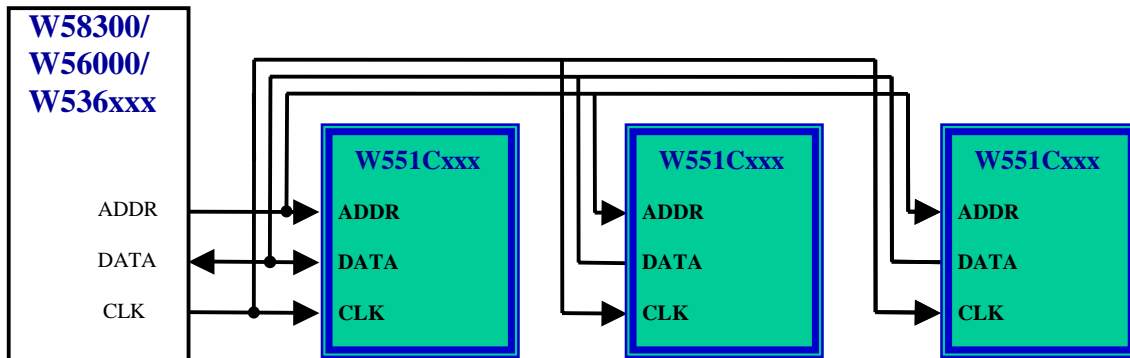 W58300/
W56000/
W536xxx
ADDR
DATA
CLK
W551Cxxx
ADDR
DATA
CLK
W551Cxxx
ADDR
DATA
CLK
W551Cxxx
ADDR
DATA
CLK